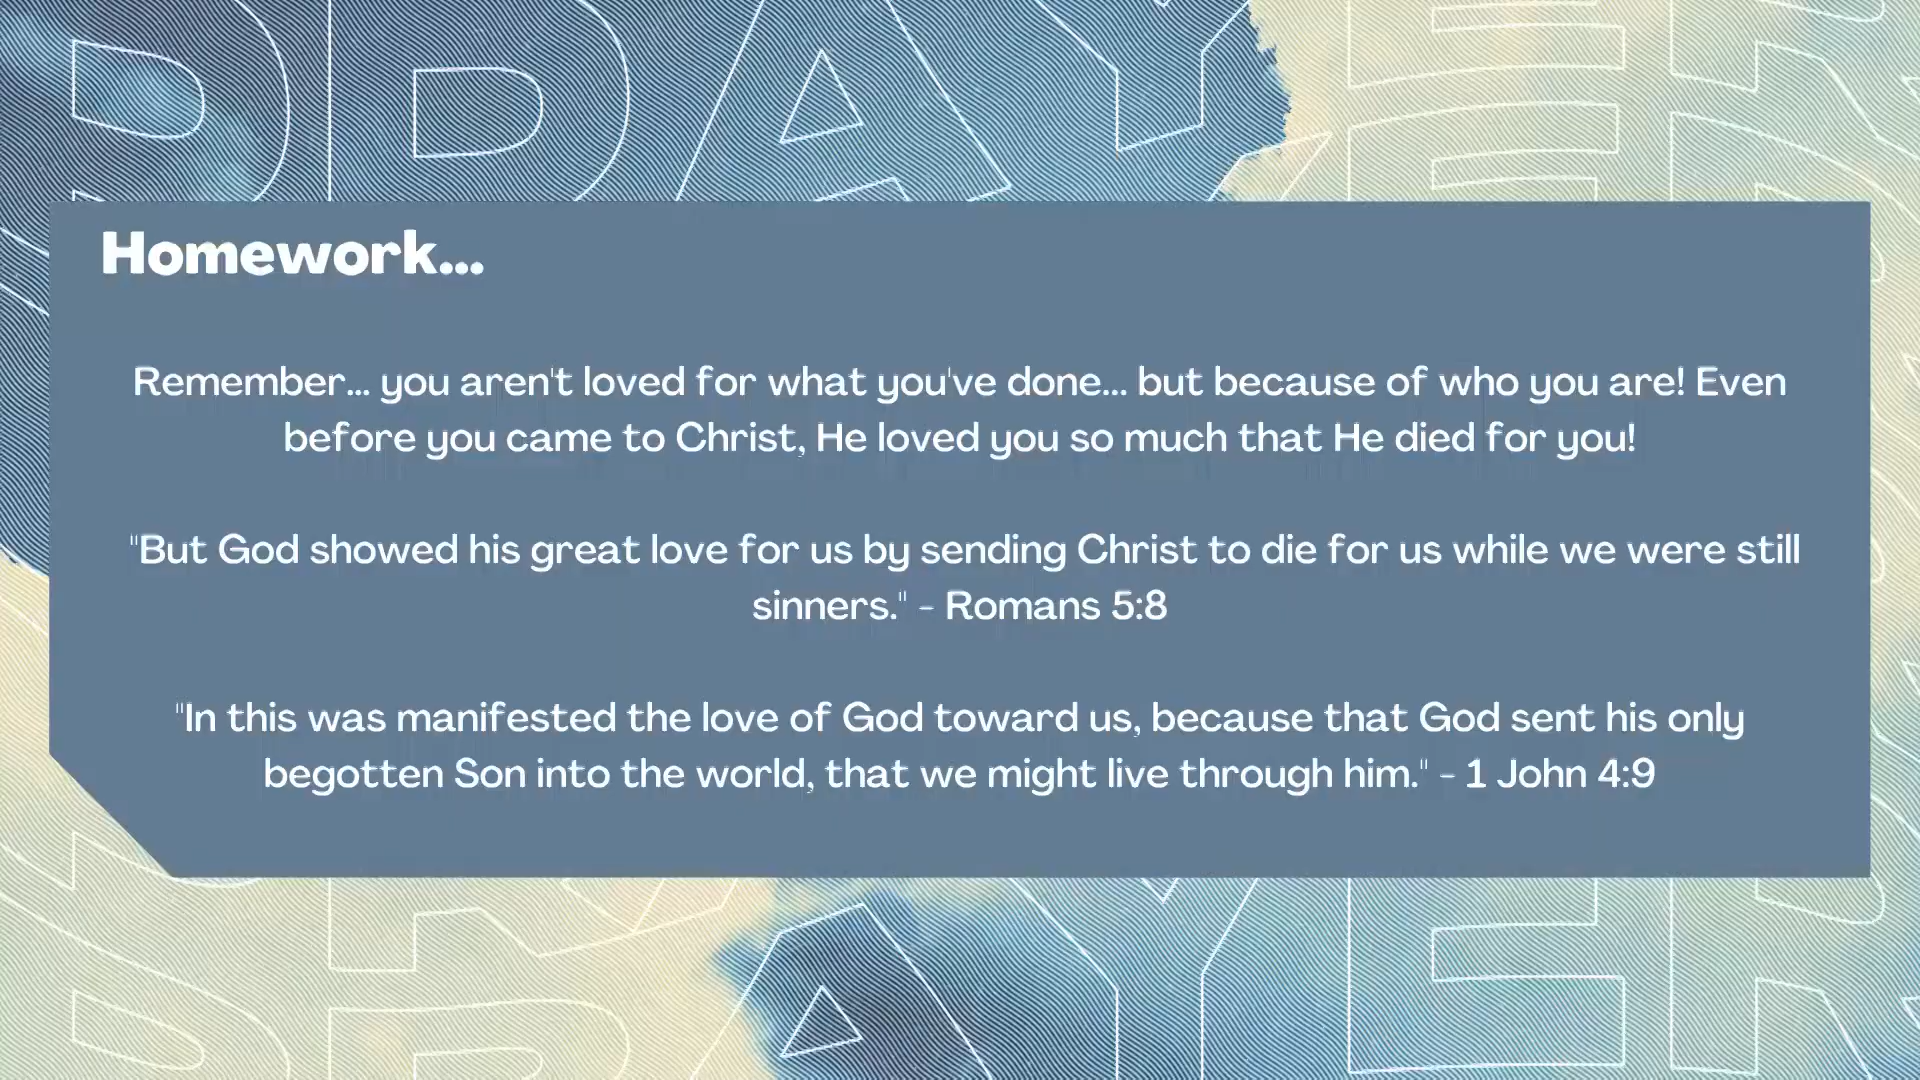 PRAYER
Homework...
Remember... you aren't loved for what you've done... but because of who you are! Even
before you came to Christ, He loved you so much that He died for you!
"But God showed his great love for us by sending Christ to die for us while we were still
sinners." - Romans 5:8
"In this was manifested the love of God toward us, because that God sent his only
begotten Son into the world, that we might live through him." - 1 John 4:9
PRAYER